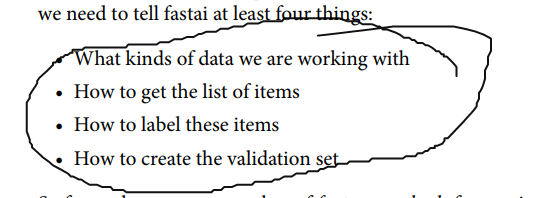 we need to tell fastai at least four things:
• What kinds of data we are working with
• How to get the list of items
• How to label these items
• How to create the validation set